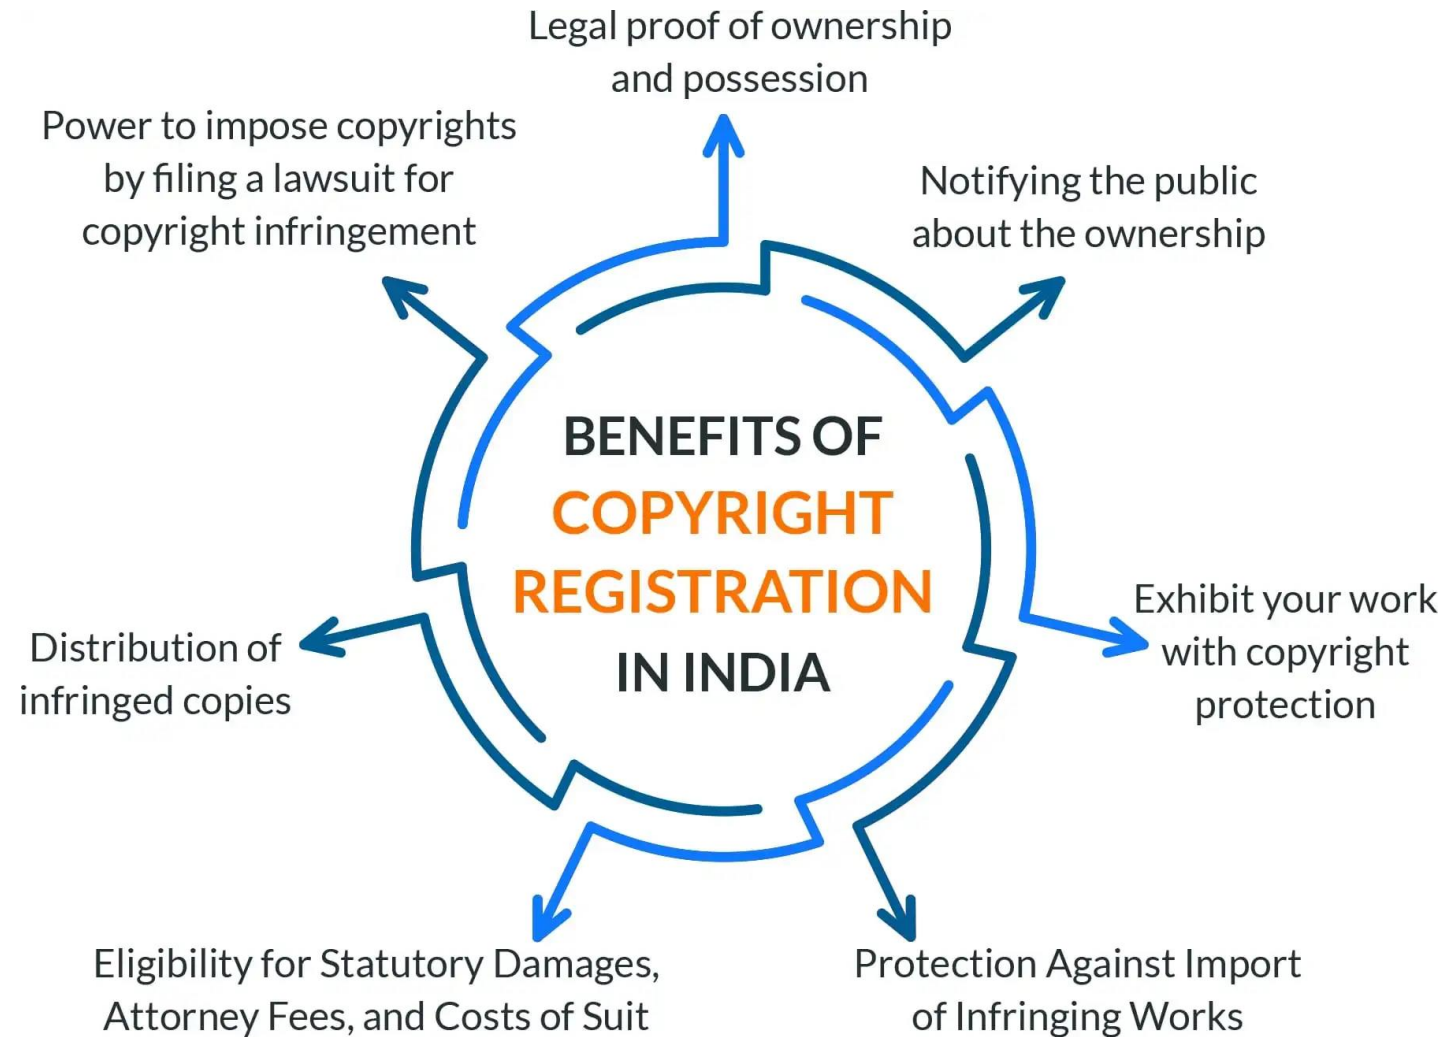 Legal proof of ownership
and possession
Power to impose copyrights
by filing a lawsuit for
copyright infringement
Notifying the public
about the ownership
BENEFITS OF
COPYRIGHT
REGISTRATION
IN INDIA
Distribution of
infringed copies
Exhibit your work
with copyright
protection
Eligibility for Statutory Damages,
Attorney Fees, and Costs of Suit
Protection Against Import
of Infringing Works